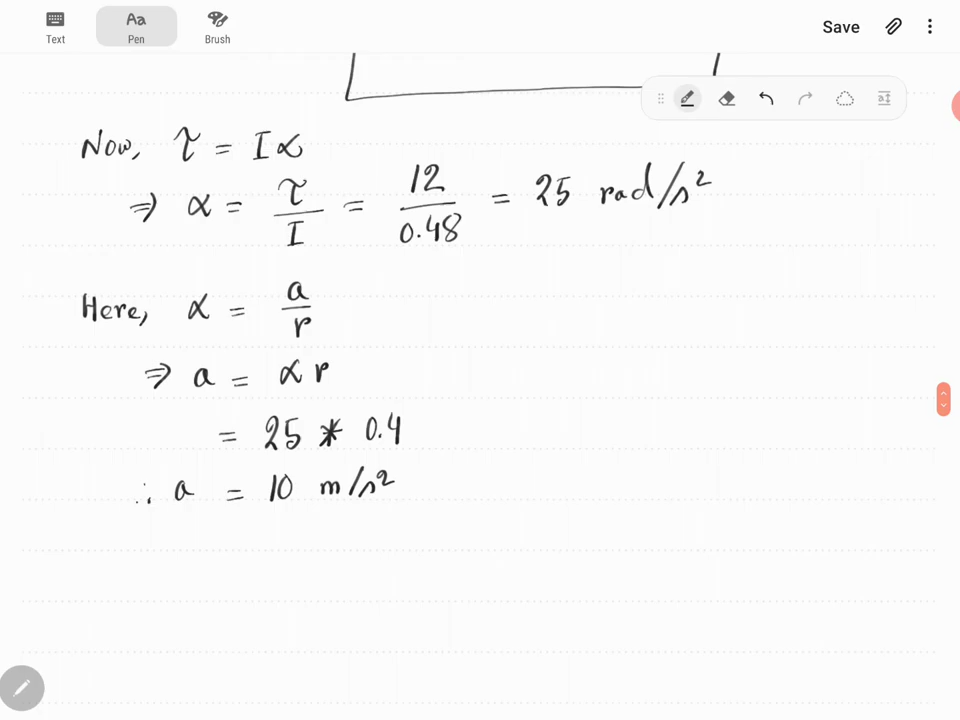 Text Aa Pen Brush Save
Now, τ = Iα
⇒ α = τ/I = 12/0.48 = 25 rad/s²
Here, α = a/r
⇒ a = αr
= 25 * 0.4
∴ a = 10 m/s²